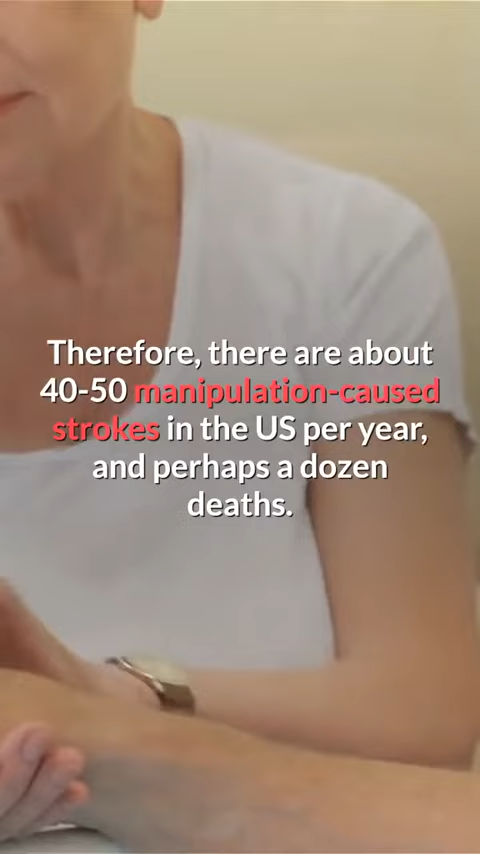 Therefore, there are about
40-50 manipulation-caused
strokes in the US per year,
and perhaps a dozen
deaths.